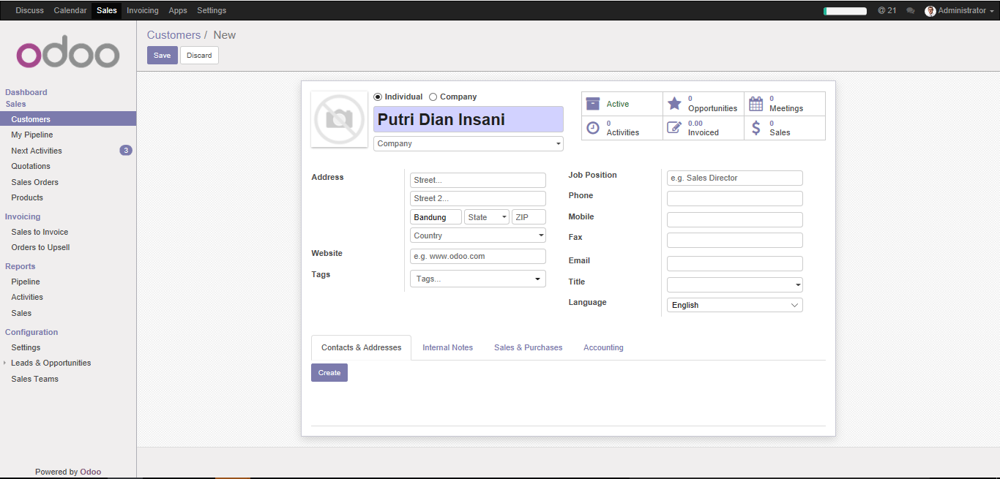 Discuss Calendar Sales Invoicing Apps Settings @ 21 Administrator
odoo
Dashboard
Sales
Customers
My Pipeline
Next Activities 3
Quotations
Sales Orders
Products
Invoicing
Sales to Invoice
Orders to Upsell
Reports
Pipeline
Activities
Sales
Configuration
Settings
Leads & Opportunities
Sales Teams
Powered by Odoo
Customers / New
Save Discard
Individual Company
Putri Dian Insani
Company
Active
0 Opportunities
0 Meetings
0 Activities
0.00 Invoiced
$ 0 Sales
Address
Street...
Street 2...
Bandung State ZIP
Country
Website e.g. www.odoo.com
Tags Tags...
Job Position e.g. Sales Director
Phone
Mobile
Fax
Email
Title
Language English
Contacts & Addresses Internal Notes Sales & Purchases Accounting
Create